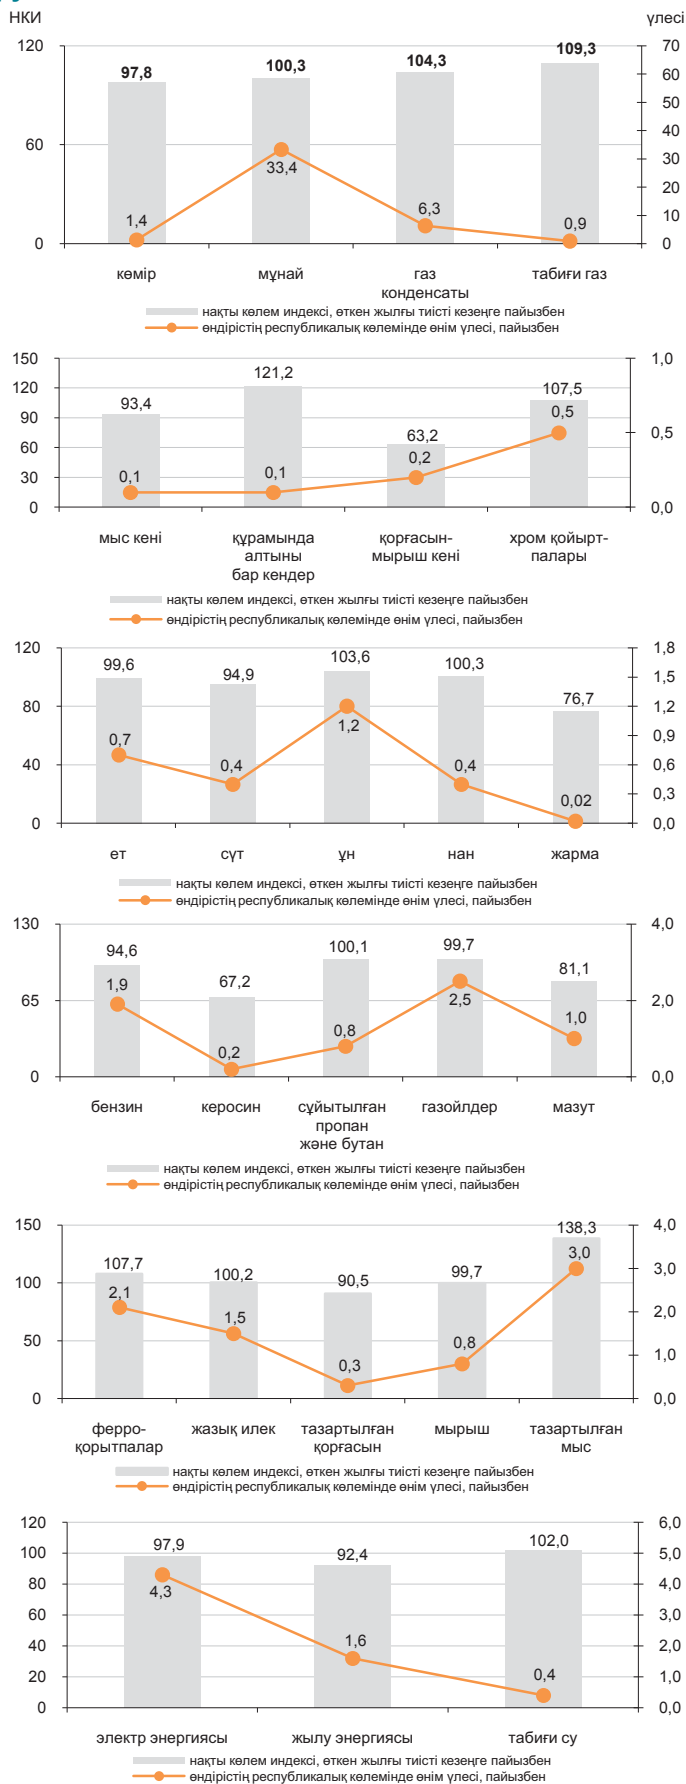 НКИ үлесі
120 109,3 70
97,8 100,3 104,3 60
50
60 40
33,4 30
20
1,4 6,3 0,9 10
0 0
көмір мұнай газ табиғи газ
конденсаты
нақты көлем индексі, өткен жылғы тиісті кезеңге пайызбен
өндірістің республикалық көлемінде өнім үлесі, пайызбен
150 1,0
120 121,2
93,4 107,5
90 0,5 0,5
60 63,2
30 0,1 0,1 0,2
0 0,0
мыс кені құрамында қорғасын- хром қойырт-
алтыны мырыш кені палары
бар кендер
нақты көлем индексі, өткен жылғы тиісті кезеңге пайызбен
өндірістің республикалық көлемінде өнім үлесі, пайызбен
120 99,6 94,9 103,6 100,3 1,8
1,5
80 76,7 1,2
0,7 1,2 0,9
40 0,4 0,4 0,6
0,02 0,3
0 0,0
ет сүт ұн нан жарма
нақты көлем индексі, өткен жылғы тиісті кезеңге пайызбен
өндірістің республикалық көлемінде өнім үлесі, пайызбен
130 4,0
94,6 67,2 100,1 99,7 81,1
65 1,9 2,5 2,0
0,2 0,8 1,0
0 0,0
бензин керосин сұйытылған газойлдер мазут
пропан
және бутан
нақты көлем индексі, өткен жылғы тиісті кезеңге пайызбен
өндірістің республикалық көлемінде өнім үлесі, пайызбен
150 138,3 4,0
107,7 100,2 90,5 99,7 3,0 3,0
100 2,1
1,5 2,0
50 0,3 0,8 1,0
0 0,0
ферро- жазық илек тазартылған мырыш тазартылған
қорытпалар қорғасын мыс
нақты көлем индексі, өткен жылғы тиісті кезеңге пайызбен
өндірістің республикалық көлемінде өнім үлесі, пайызбен
120 97,9 92,4 102,0 6,0
100 5,0
80 4,3 4,0
60 3,0
40 1,6 2,0
20 0,4 1,0
0 0,0
электр энергиясы жылу энергиясы табиғи су
нақты көлем индексі, өткен жылғы тиісті кезеңге пайызбен
өндірістің республикалық көлемінде өнім үлесі, пайызбен